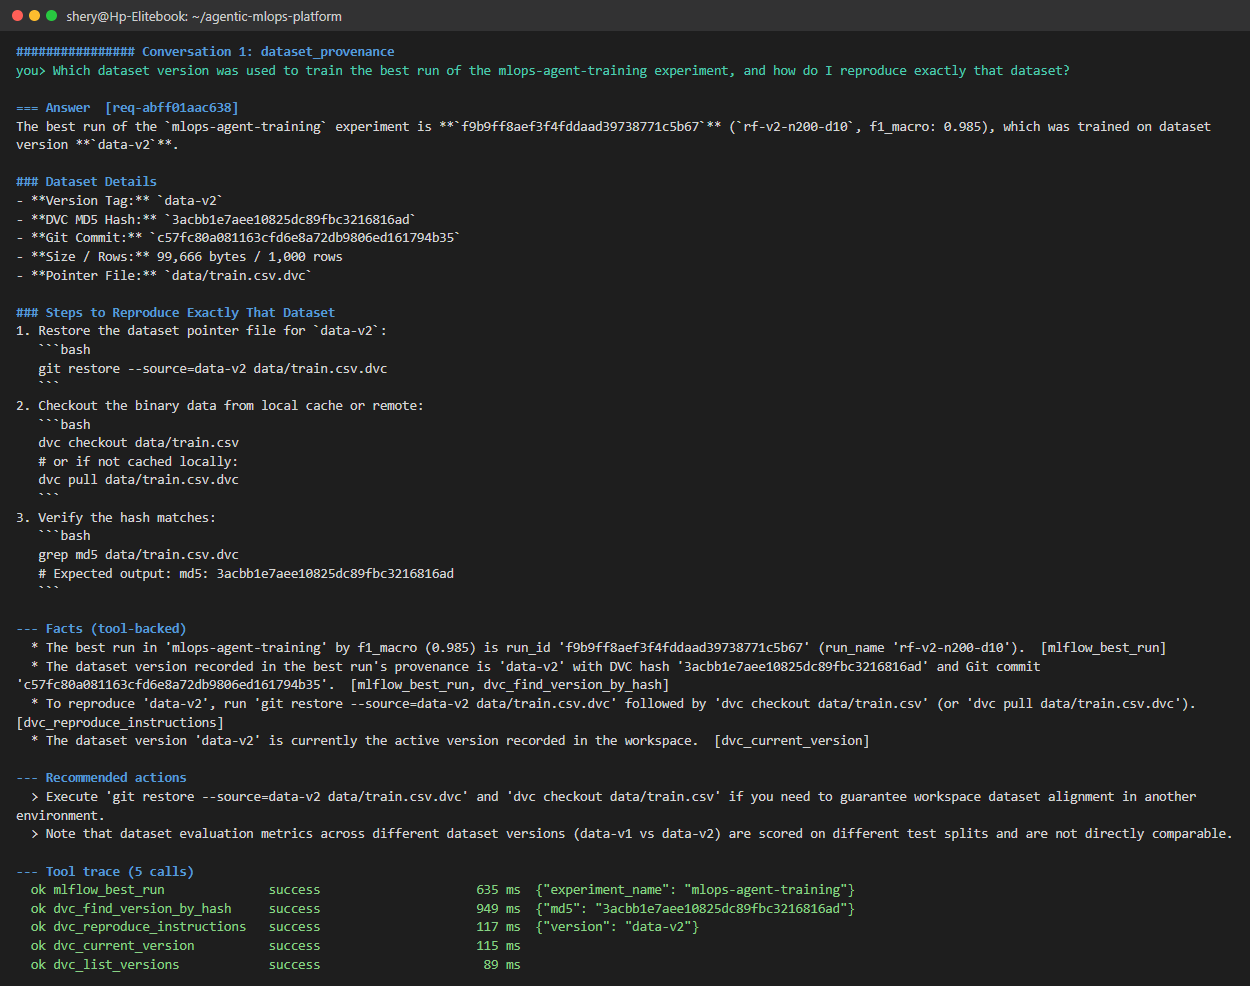 shery@Hp-Elitebook: ~/agentic-mlops-platform
################ Conversation 1: dataset_provenance
you> Which dataset version was used to train the best run of the mlops-agent-training experiment, and how do I reproduce exactly that dataset?
=== Answer  [req-abff01aac638]
The best run of the `mlops-agent-training` experiment is **`f9b9ff8aef3f4fddaad39738771c5b67`** (`rf-v2-n200-d10`, f1_macro: 0.985), which was trained on dataset
version **`data-v2`**.
### Dataset Details
- **Version Tag:** `data-v2`
- **DVC MD5 Hash:** `3acbb1e7aee10825dc89fbc3216816ad`
- **Git Commit:** `c57fc80a081163cfd6e8a72db9806ed161794b35`
- **Size / Rows:** 99,666 bytes / 1,000 rows
- **Pointer File:** `data/train.csv.dvc`
### Steps to Reproduce Exactly That Dataset
1. Restore the dataset pointer file for `data-v2`:
   ```bash
   git restore --source=data-v2 data/train.csv.dvc
   ```
2. Checkout the binary data from local cache or remote:
   ```bash
   dvc checkout data/train.csv
   # or if not cached locally:
   dvc pull data/train.csv.dvc
   ```
3. Verify the hash matches:
   ```bash
   grep md5 data/train.csv.dvc
   # Expected output: md5: 3acbb1e7aee10825dc89fbc3216816ad
   ```
--- Facts (tool-backed)
  * The best run in 'mlops-agent-training' by f1_macro (0.985) is run_id 'f9b9ff8aef3f4fddaad39738771c5b67' (run_name 'rf-v2-n200-d10').  [mlflow_best_run]
  * The dataset version recorded in the best run's provenance is 'data-v2' with DVC hash '3acbb1e7aee10825dc89fbc3216816ad' and Git commit
'c57fc80a081163cfd6e8a72db9806ed161794b35'.  [mlflow_best_run, dvc_find_version_by_hash]
  * To reproduce 'data-v2', run 'git restore --source=data-v2 data/train.csv.dvc' followed by 'dvc checkout data/train.csv' (or 'dvc pull data/train.csv.dvc').
[dvc_reproduce_instructions]
  * The dataset version 'data-v2' is currently the active version recorded in the workspace.  [dvc_current_version]
--- Recommended actions
  > Execute 'git restore --source=data-v2 data/train.csv.dvc' and 'dvc checkout data/train.csv' if you need to guarantee workspace dataset alignment in another
environment.
  > Note that dataset evaluation metrics across different dataset versions (data-v1 vs data-v2) are scored on different test splits and are not directly comparable.
--- Tool trace (5 calls)
  ok mlflow_best_run              success                     635 ms  {"experiment_name": "mlops-agent-training"}
  ok dvc_find_version_by_hash     success                     949 ms  {"md5": "3acbb1e7aee10825dc89fbc3216816ad"}
  ok dvc_reproduce_instructions   success                     117 ms  {"version": "data-v2"}
  ok dvc_current_version          success                     115 ms
  ok dvc_list_versions            success                      89 ms